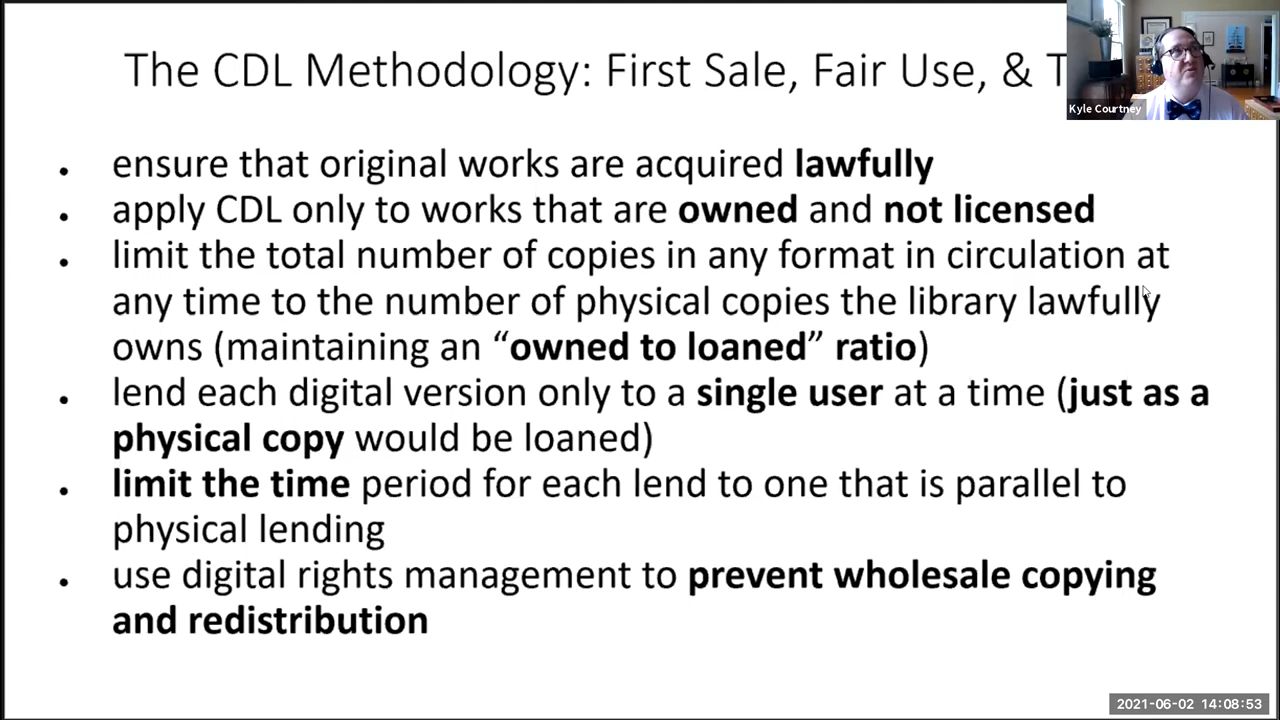 The CDL Methodology: First Sale, Fair Use, & T
Kyle Courtney
• ensure that original works are acquired lawfully
• apply CDL only to works that are owned and not licensed
• limit the total number of copies in any format in circulation at
any time to the number of physical copies the library lawfully
owns (maintaining an “owned to loaned” ratio)
• lend each digital version only to a single user at a time (just as a
physical copy would be loaned)
• limit the time period for each lend to one that is parallel to
physical lending
• use digital rights management to prevent wholesale copying
and redistribution
2021-06-02 14:08:53